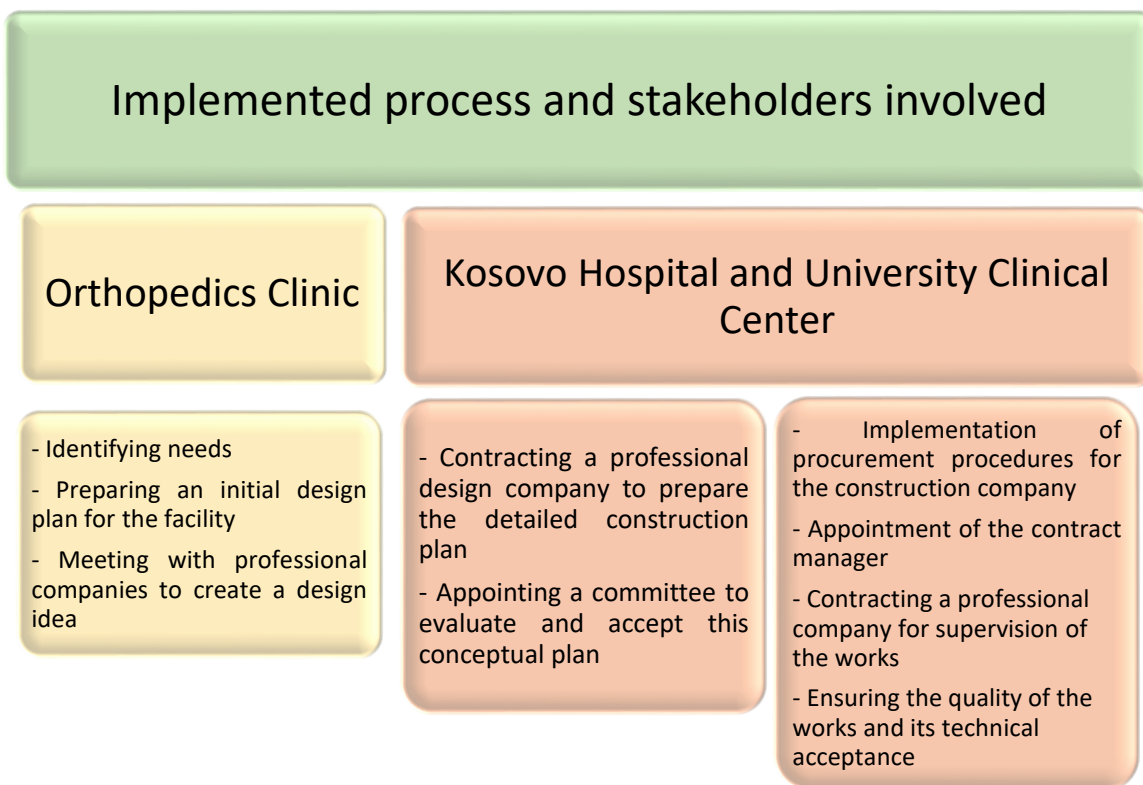 Implemented process and stakeholders involved
Orthopedics Clinic
Kosovo Hospital and University Clinical
Center
- Identifying needs
- Preparing an initial design
plan for the facility
- Meeting with professional
companies to create a design
idea
- Contracting a professional
design company to prepare
the detailed construction
plan
- Appointing a committee to
evaluate and accept this
conceptual plan
- Implementation of
procurement procedures for
the construction company
- Appointment of the contract
manager
- Contracting a professional
company for supervision of
the works
- Ensuring the quality of the
works and its technical
acceptance